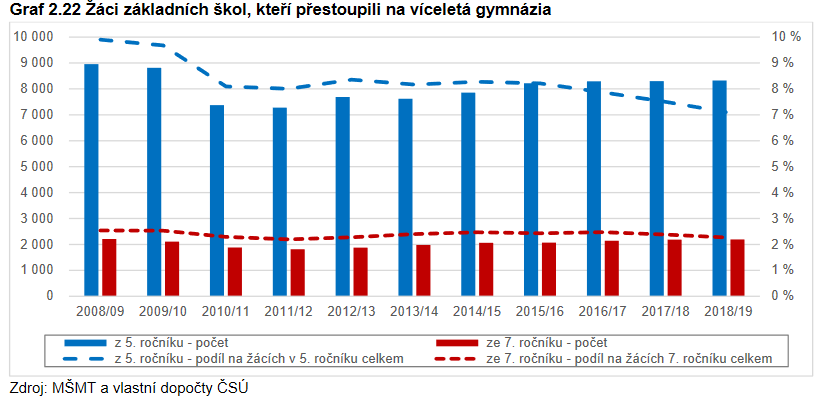 Graf 2.22 Žáci základních škol, kteří přestoupili na víceletá gymnázia
10 000 10 %
9 000 9 %
8 000 8 %
7 000 7 %
6 000 6 %
5 000 5 %
4 000 4 %
3 000 3 %
2 000 2 %
1 000 1 %
0 0 %
2008/09 2009/10 2010/11 2011/12 2012/13 2013/14 2014/15 2015/16 2016/17 2017/18 2018/19
z 5. ročníku - počet ze 7. ročníku - počet
z 5. ročníku - podíl na žácích v 5. ročníku celkem ze 7. ročníku - podíl na žácích 7. ročníku celkem
Zdroj: MŠMT a vlastní dopočty ČSÚ